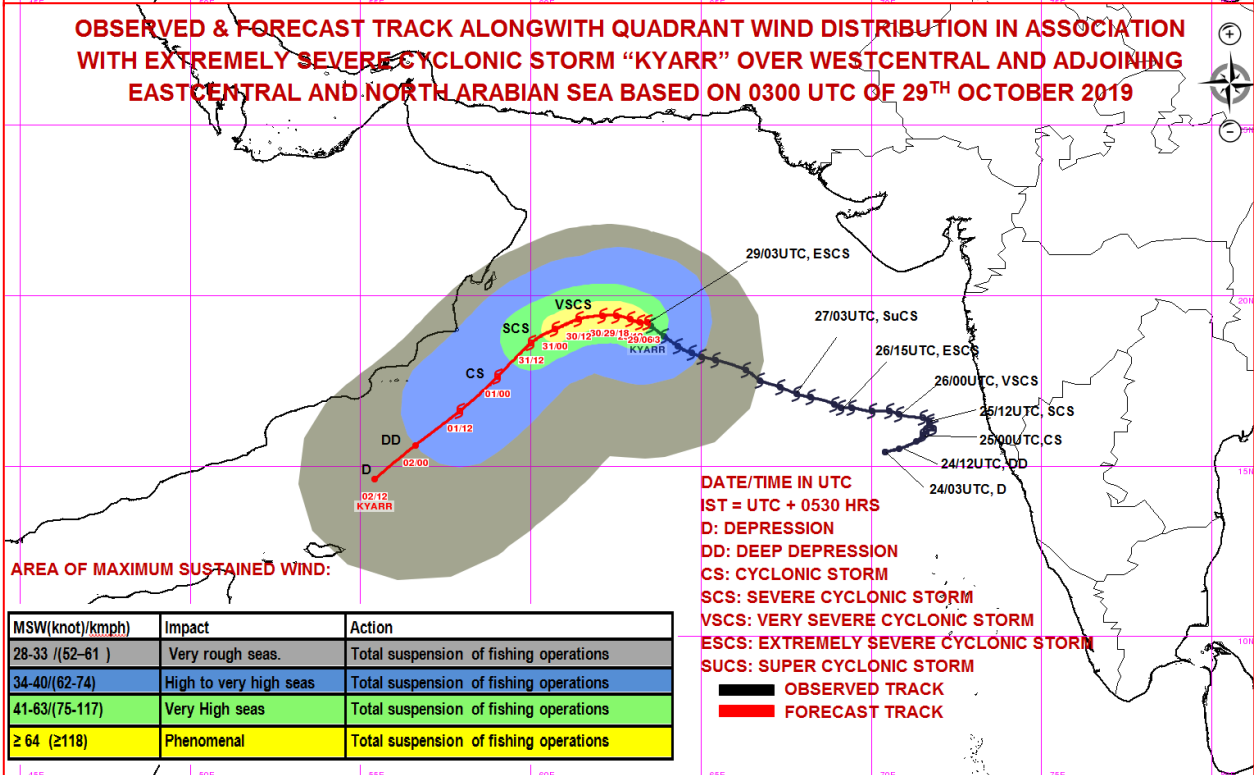 OBSERVED & FORECAST TRACK ALONGWITH QUADRANT WIND DISTRIBUTION IN ASSOCIATION
WITH EXTREMELY SEVERE CYCLONIC STORM “KYARR” OVER WESTCENTRAL AND ADJOINING
EASTCENTRAL AND NORTH ARABIAN SEA BASED ON 0300 UTC OF 29TH OCTOBER 2019
29/03UTC, ESCS
20N
VSCS
27/03UTC, SuCS
SCS
30/12
30/29/18
31/00
KYARR
26/15UTC, ESCS
31/12
CS
26/00UTC, VSCS
01/00
25/12UTC, SCS
01/12
25/00UTC,CS
DD
02/00
24/12UTC, DD
15N
D
24/03UTC, D
02/12
KYARR
DATE/TIME IN UTC
IST = UTC + 0530 HRS
D: DEPRESSION
DD: DEEP DEPRESSION
CS: CYCLONIC STORM
SCS: SEVERE CYCLONIC STORM
VSCS: VERY SEVERE CYCLONIC STORM
ESCS: EXTREMELY SEVERE CYCLONIC STORM
SUCS: SUPER CYCLONIC STORM
OBSERVED TRACK
FORECAST TRACK
10N
AREA OF MAXIMUM SUSTAINED WIND:
MSW(knot)/kmph) Impact Action
28-33 /(52–61 ) Very rough seas. Total suspension of fishing operations
34-40/(62-74) High to very high seas Total suspension of fishing operations
41-63/(75-117) Very High seas Total suspension of fishing operations
≥ 64 (≥118) Phenomenal Total suspension of fishing operations